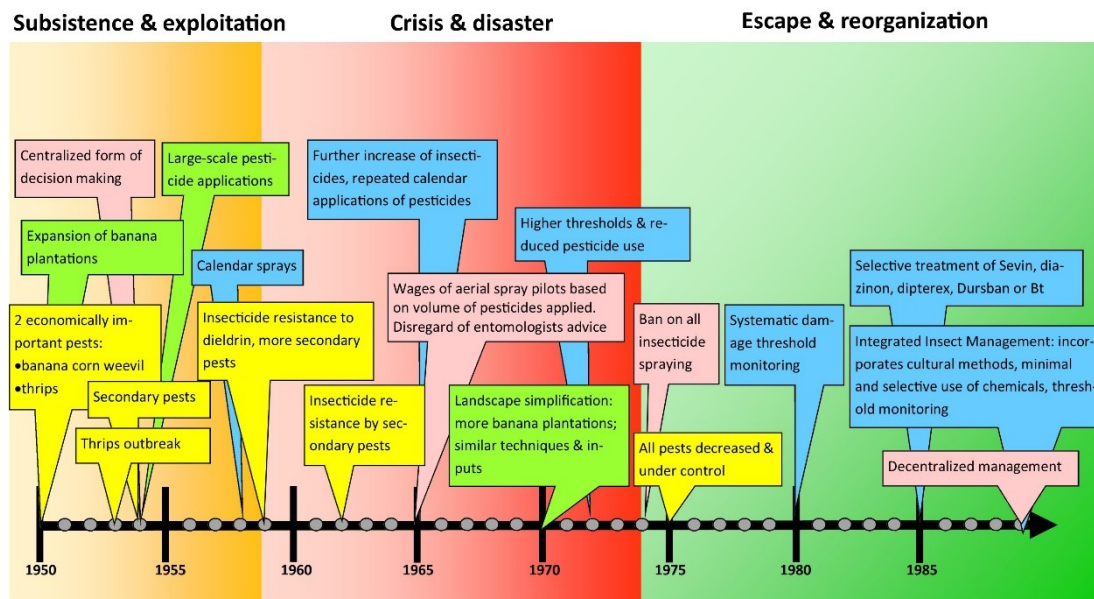 Subsistence & exploitation
Crisis & disaster
Escape & reorganization
Centralized form of
decision making
Large-scale pesti-
cide applications
Expansion of banana
plantations
Calendar sprays
2 economically im-
portant pests:
•banana corn weevil
•thrips
Secondary pests
Thrips outbreak
Insecticide resistance to
dieldrin, more secondary
pests
Further increase of insecti-
cides, repeated calendar
applications of pesticides
Higher thresholds & re-
duced pesticide use
Wages of aerial spray pilots based
on volume of pesticides applied.
Disregard of entomologists advice
Insecticide re-
sistance by sec-
ondary pests
Landscape simplification:
more banana plantations;
similar techniques & in-
puts
Ban on all
insecticide
spraying
All pests decreased &
under control
Systematic dam-
age threshold
monitoring
Selective treatment of Sevin, dia-
zinon, dipterex, Dursban or Bt
Integrated Insect Management: incor-
porates cultural methods, minimal
and selective use of chemicals, thresh-
old monitoring
Decentralized management
1950
1955
1960
1965
1970
1975
1980
1985